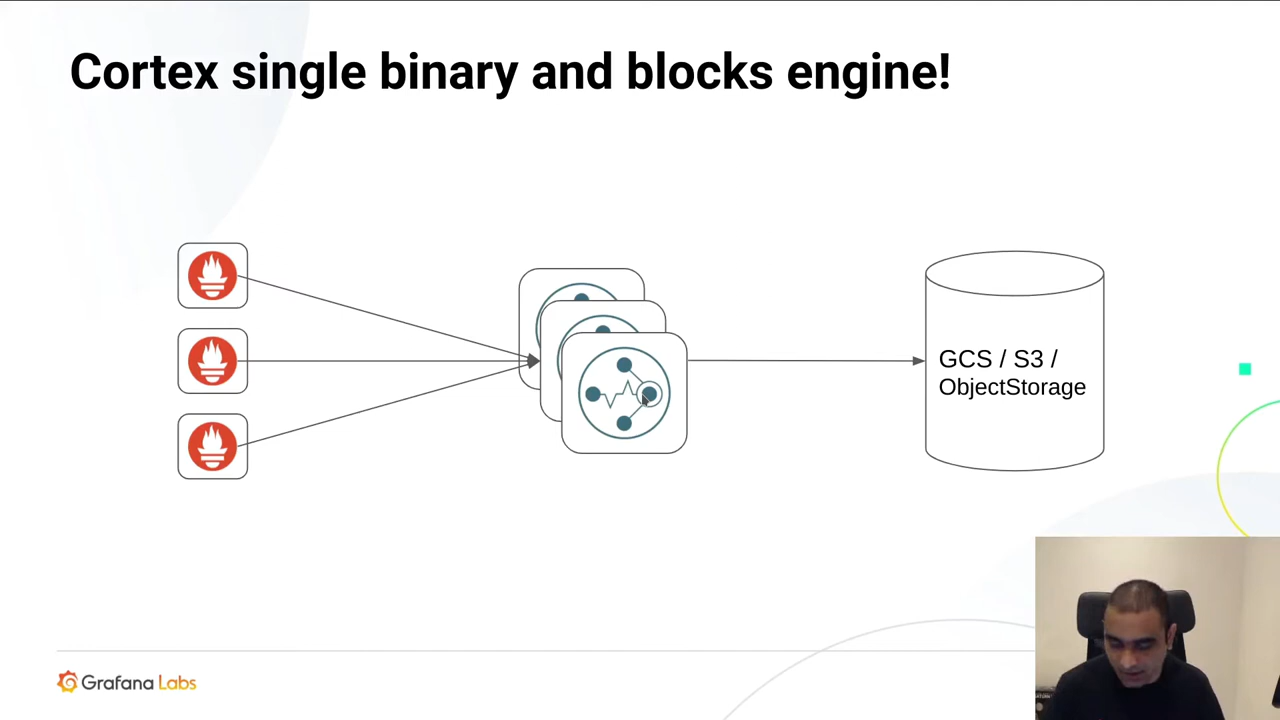 Cortex single binary and blocks engine!
GCS / S3 /
ObjectStorage
Grafana Labs